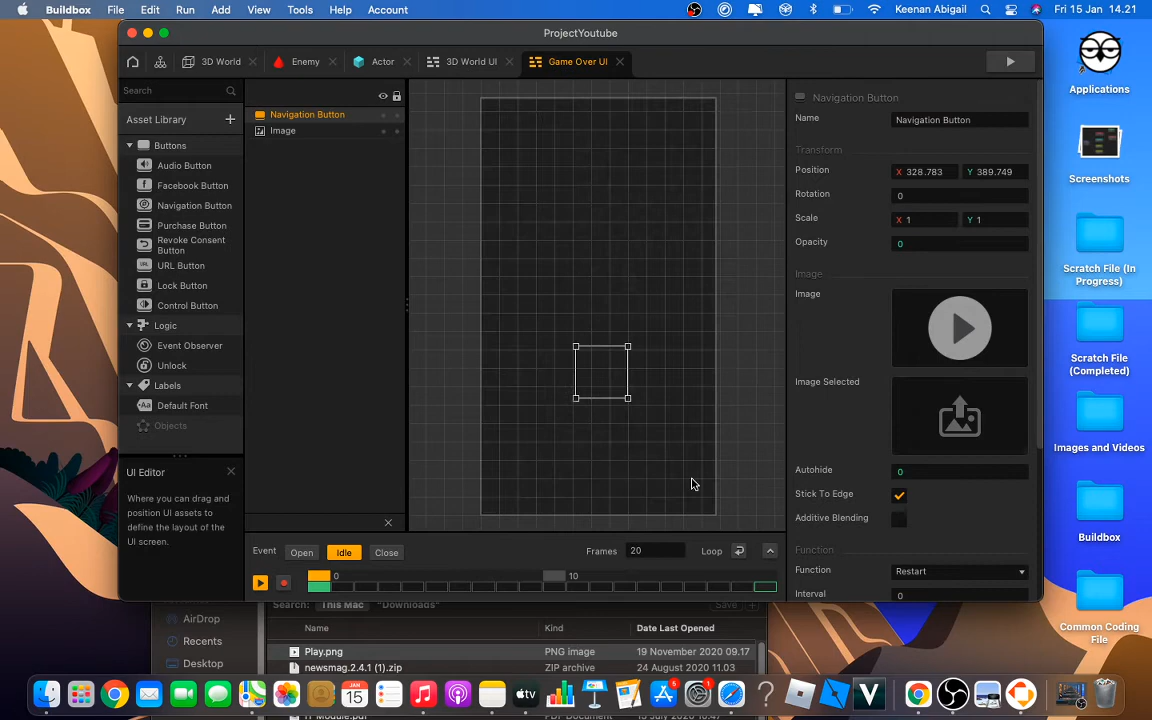 Buildbox File Edit Run Add View Tools Help Account Keenan Abigail Fri 15 Jan 14.21
ProjectYoutube
3D World Enemy Actor 3D World UI Game Over UI
Search
Asset Library
Buttons
Audio Button
Facebook Button
Navigation Button
Purchase Button
Revoke Consent
Button
URL Button
Lock Button
Control Button
Logic
Event Observer
Unlock
Labels
Default Font
Objects
UI Editor
Where you can drag and
position UI assets to
define the layout of the
UI screen.
Navigation Button
Image
Navigation Button
Name Navigation Button
Transform
Position X 328.783 Y 389.749
Rotation 0
Scale X 1 Y 1
Opacity 0
Image
Image
Image Selected
Autohide 0
Stick To Edge
Additive Blending
Function
Function Restart
Interval 0
Event Open Idle Close Frames 20 Loop
0 10
Search: This Mac "Downloads" Save
AirDrop
Recents
Desktop
Name Kind Date Last Opened
Play.png PNG image 19 November 2020 09.17
newsmag.2.4.1 (1).zip ZIP archive 24 August 2020 11.03
Applications
Screenshots
Scratch File (In
Progress)
Scratch File
(Completed)
Images and Videos
Buildbox
Common Coding
File
JAN
15
tv
6
1